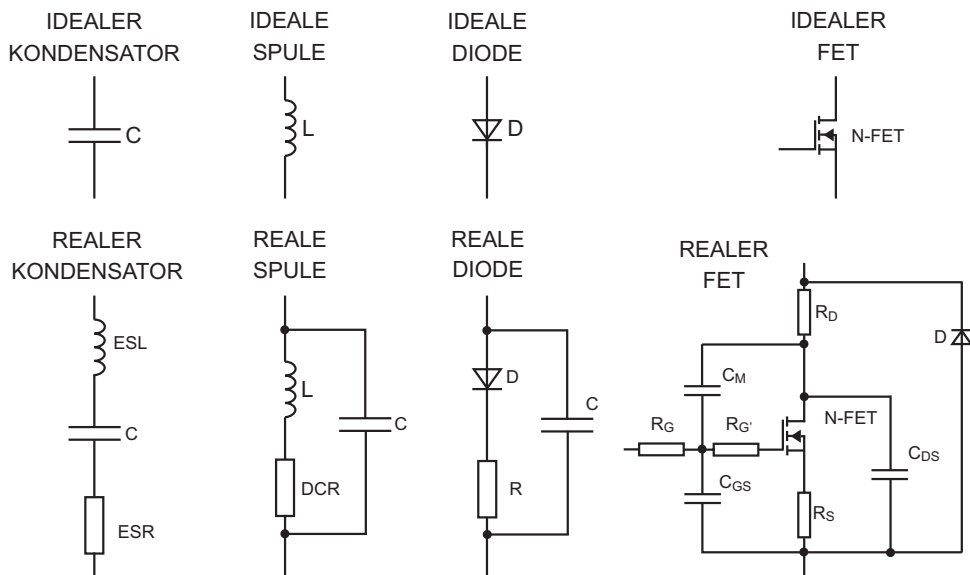 IDEALER
KONDENSATOR
C
IDEALE
SPULE
L
IDEALE
DIODE
D
IDEALER
FET
N-FET
REALER
KONDENSATOR
ESL
C
ESR
REALE
SPULE
L
C
DCR
REALE
DIODE
D
C
R
REALER
FET
RD
D
CM
RG
RG'
N-FET
CDS
CGS
RS